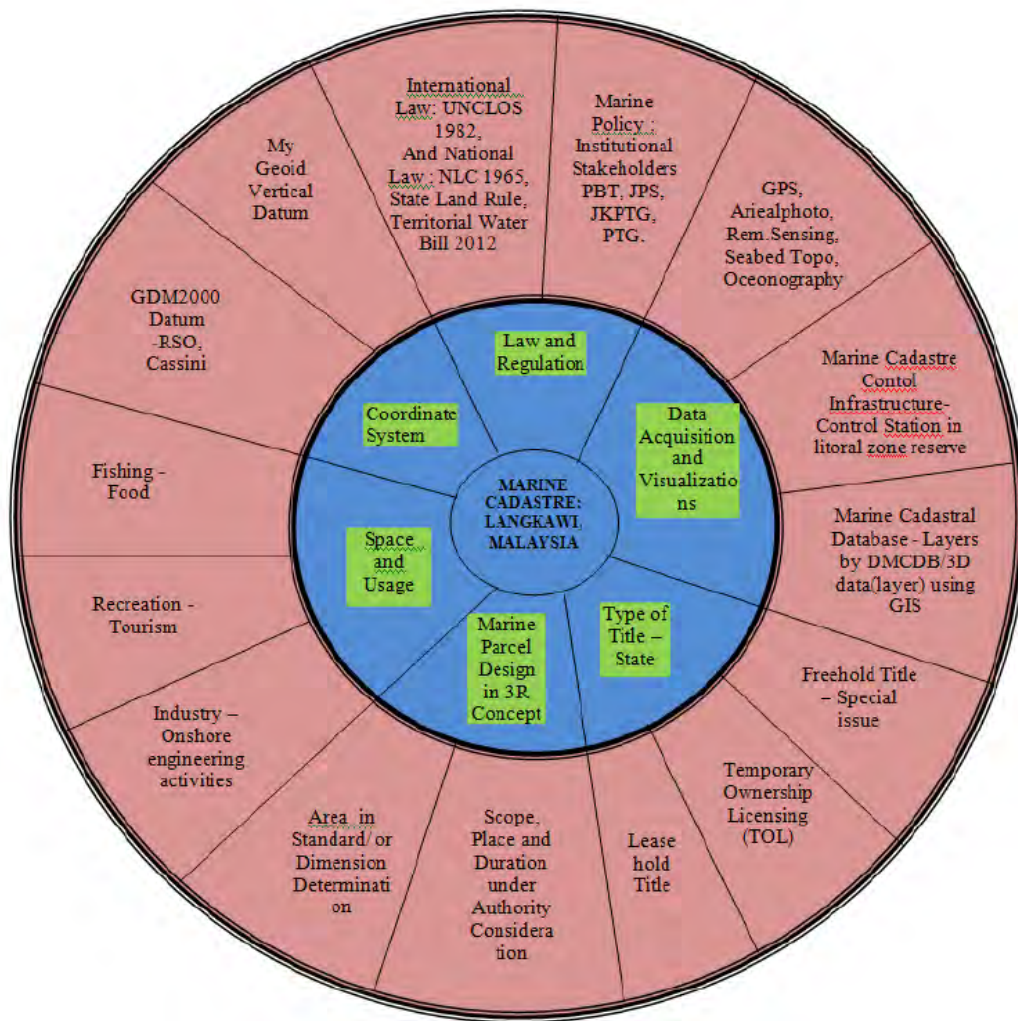 International
Law: UNCLOS
1982,
And National
Law : NLC 1965,
State Land Rule,
Territorial Water
Bill 2012
Marine
Policy :
Institutional
Stakeholders
PBT, JPS,
JKPTG,
PTG.
GPS,
Ariealphoto,
Rem.Sensing,
Seabed Topo,
Oceonography
Marine Cadastre
Contol
Infrastructure-
Control Station in
litoral zone reserve
Marine Cadastral
Database - Layers
by DMCDB/3D
data(layer) using
GIS
Freehold Title
– Special
issue
Temporary
Ownership
Licensing
(TOL)
Lease
hold
Title
Scope,
Place and
Duration
under
Authority
Considera
tion
Area in
Standard/or
Dimension
Determinati
on
Industry –
Onshore
engineering
activities
Recreation -
Tourism
Fishing -
Food
GDM2000
Datum
-RSO,
Cassini
My
Geoid
Vertical
Datum
Law and
Regulation
Data
Acquisition
and
Visualizatio
ns
Type of
Title –
State
Marine
Parcel
Design
in 3R
Concept
Space
and
Usage
Coordinate
System
MARINE
CADASTRE:
LANGKAWI,
MALAYSIA